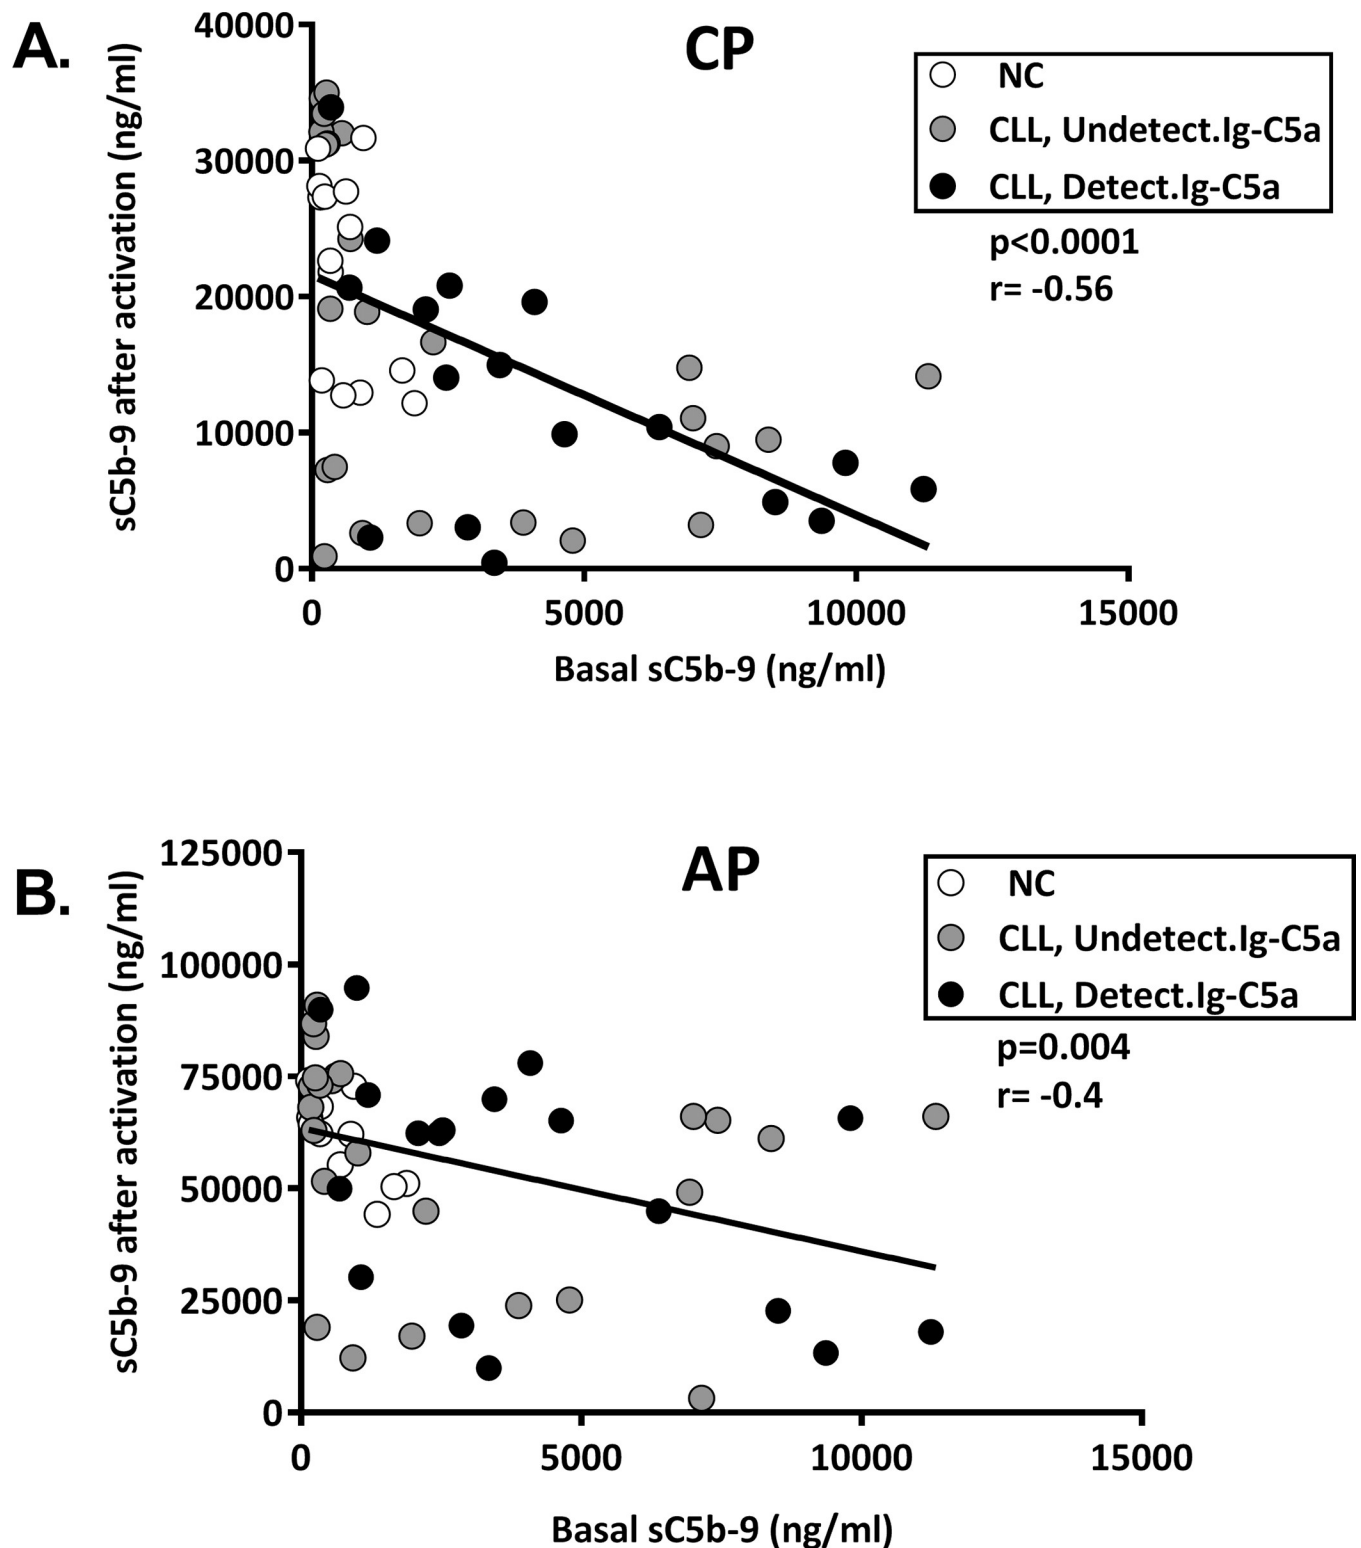 A.
CP
sC5b-9 after activation (ng/ml)
40000
30000
20000
10000
0
NC
CLL, Undetect.Ig-C5a
CLL, Detect.Ig-C5a
p<0.0001
r= -0.56
0 5000 10000 15000
Basal sC5b-9 (ng/ml)
B.
AP
sC5b-9 after activation (ng/ml)
125000
100000
75000
50000
25000
0
NC
CLL, Undetect.Ig-C5a
CLL, Detect.Ig-C5a
p=0.004
r= -0.4
0 5000 10000 15000
Basal sC5b-9 (ng/ml)